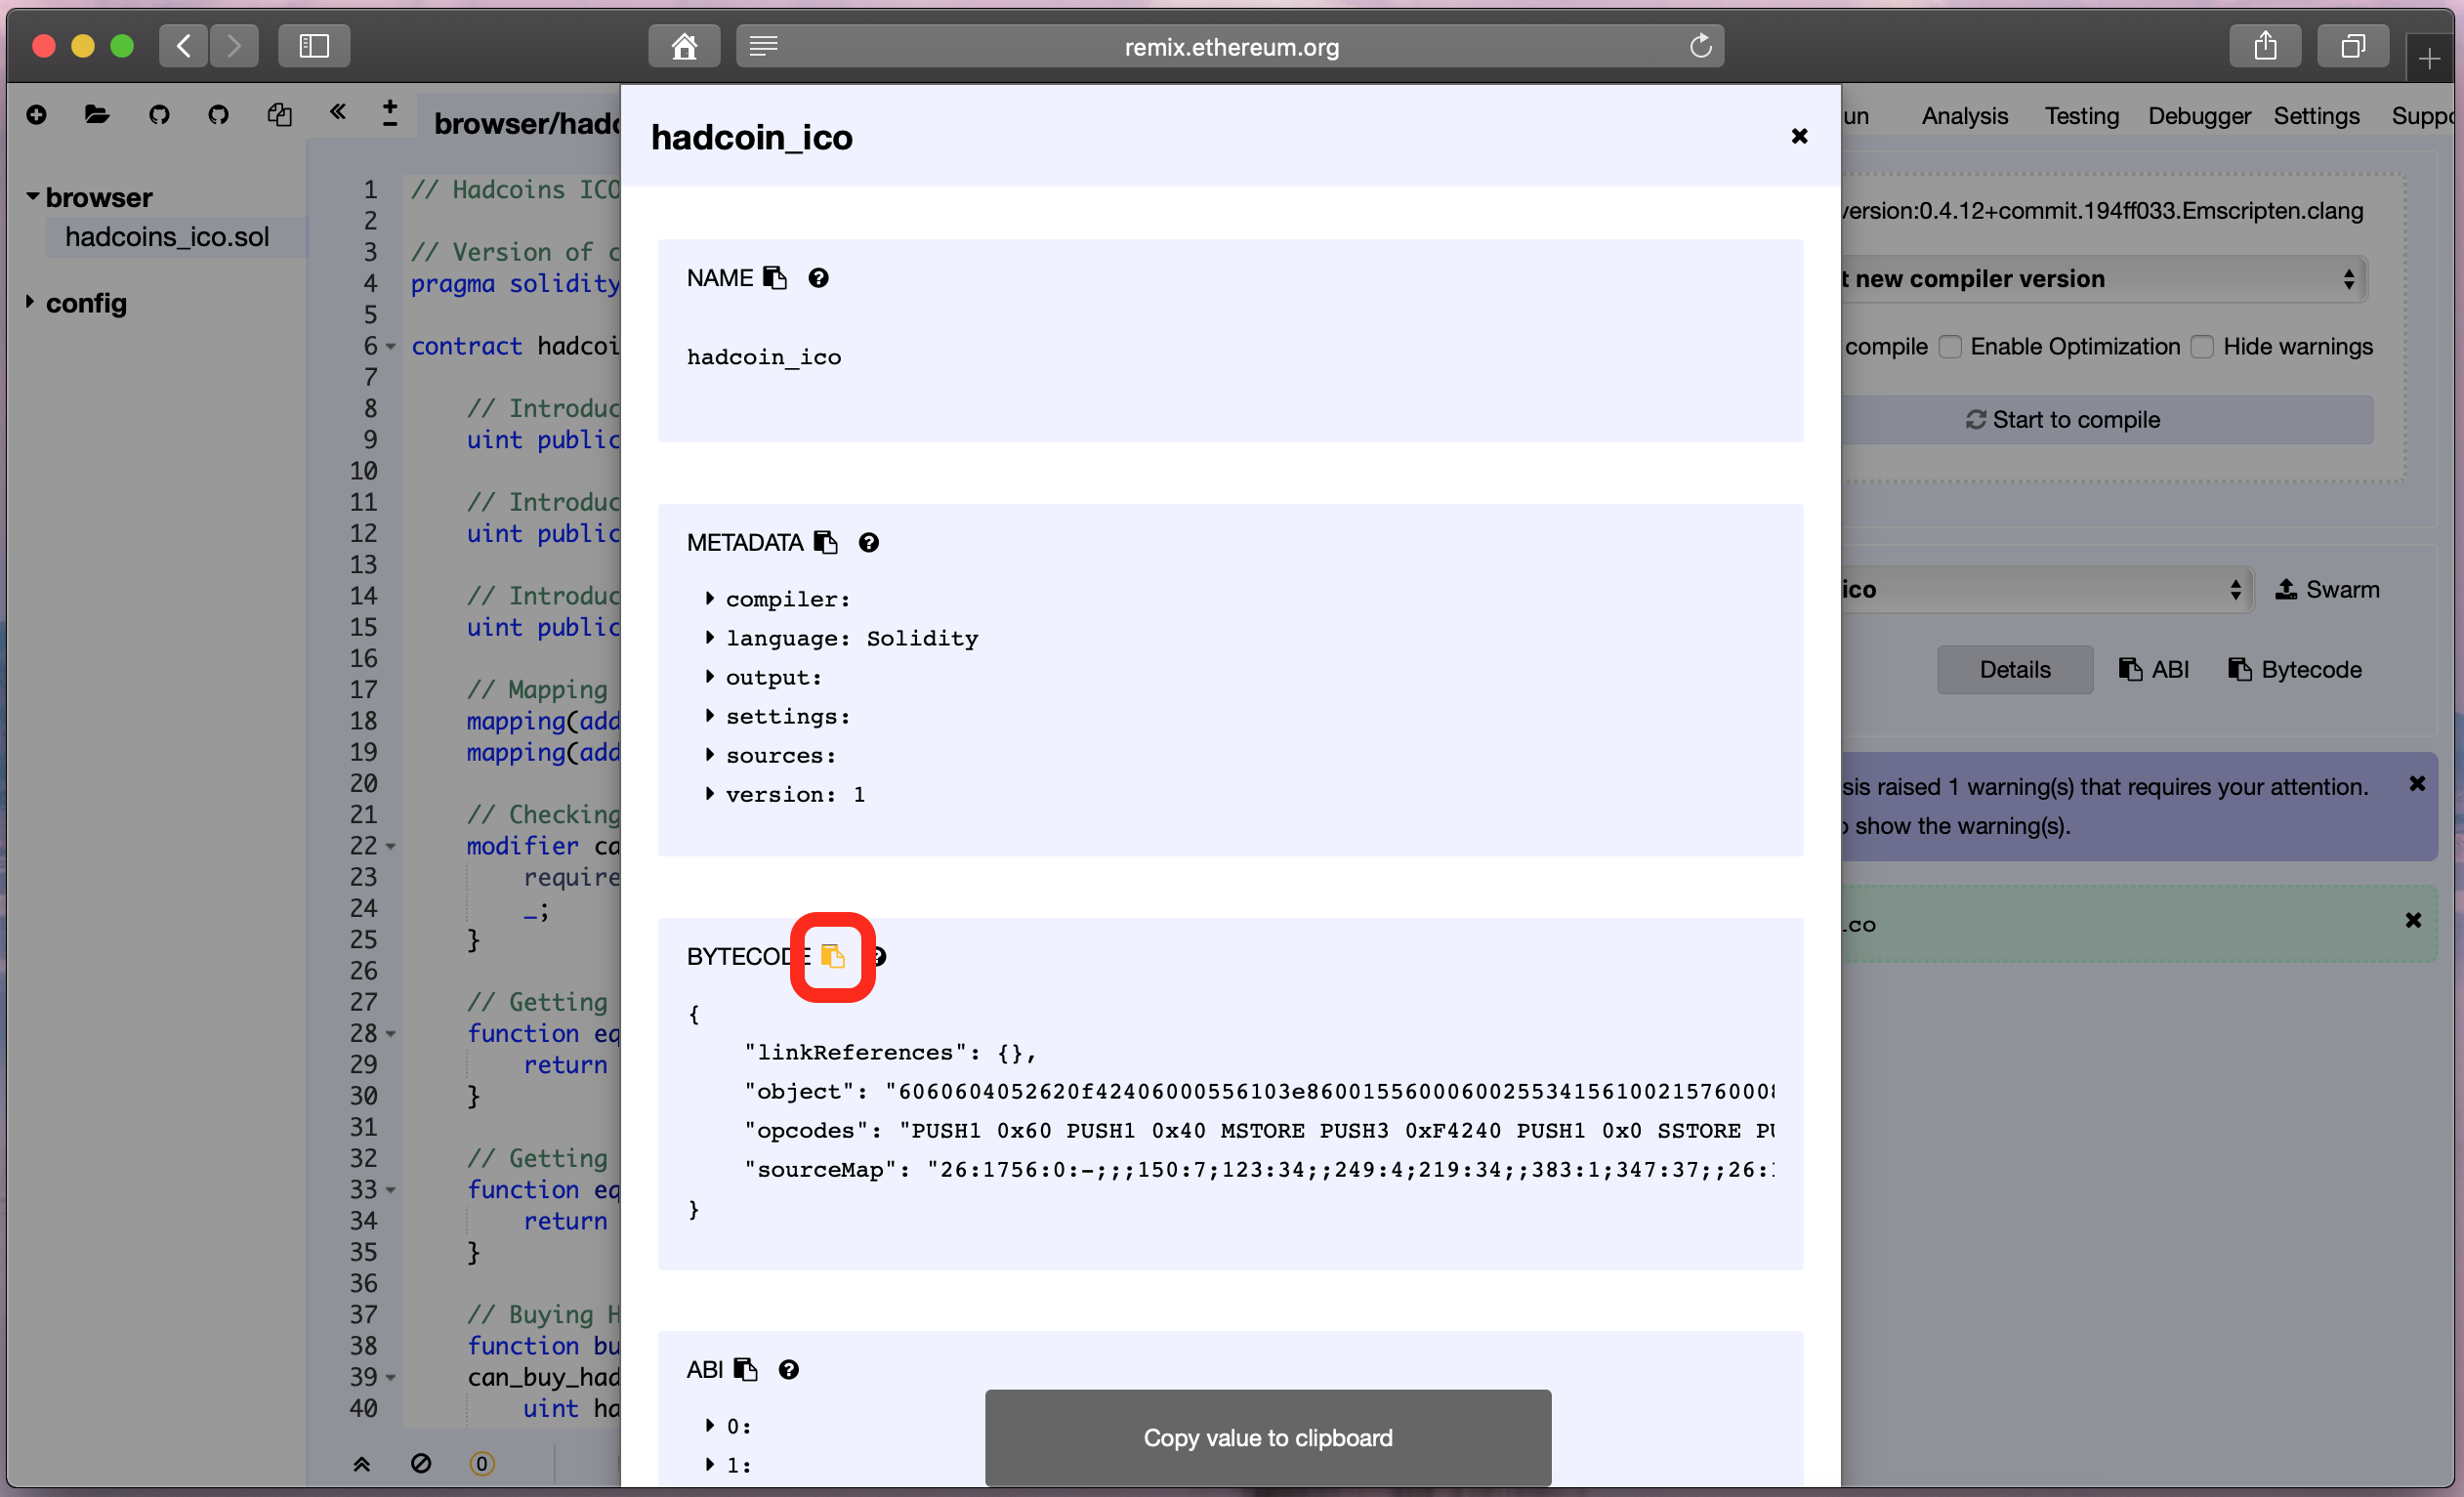 remix.ethereum.org
browser/had
un Analysis Testing Debugger Settings Suppo
browser
hadcoins_ico.sol
config
1 // Hadcoins ICO
2
3 // Version of c
4 pragma solidity
5
6 contract hadcoi
7
8 // Introduc
9 uint public
10
11 // Introduc
12 uint public
13
14 // Introduc
15 uint public
16
17 // Mapping
18 mapping(add
19 mapping(add
20
21 // Checking
22 modifier ca
23 require
24 _;
25 }
26
27 // Getting
28 function eq
29 return
30 }
31
32 // Getting
33 function eq
34 return
35 }
36
37 // Buying H
38 function bu
39 can_buy_had
40 uint ha
0
hadcoin_ico
NAME
hadcoin_ico
METADATA
compiler:
language: Solidity
output:
settings:
sources:
version: 1
BYTECODE
{
"linkReferences": {},
"object": "6060604052620f42406000556103e8600155600060025534156100215760008
"opcodes": "PUSH1 0x60 PUSH1 0x40 MSTORE PUSH3 0xF4240 PUSH1 0x0 SSTORE PU
"sourceMap": "26:1756:0:-;;;150:7;123:34;;249:4;219:34;;383:1;347:37;;26:1
}
ABI
0:
1:
Copy value to clipboard
version:0.4.12+commit.194ff033.Emscripten.clang
t new compiler version
compile Enable Optimization Hide warnings
Start to compile
ico
Swarm
Details ABI Bytecode
sis raised 1 warning(s) that requires your attention.
o show the warning(s).
ico